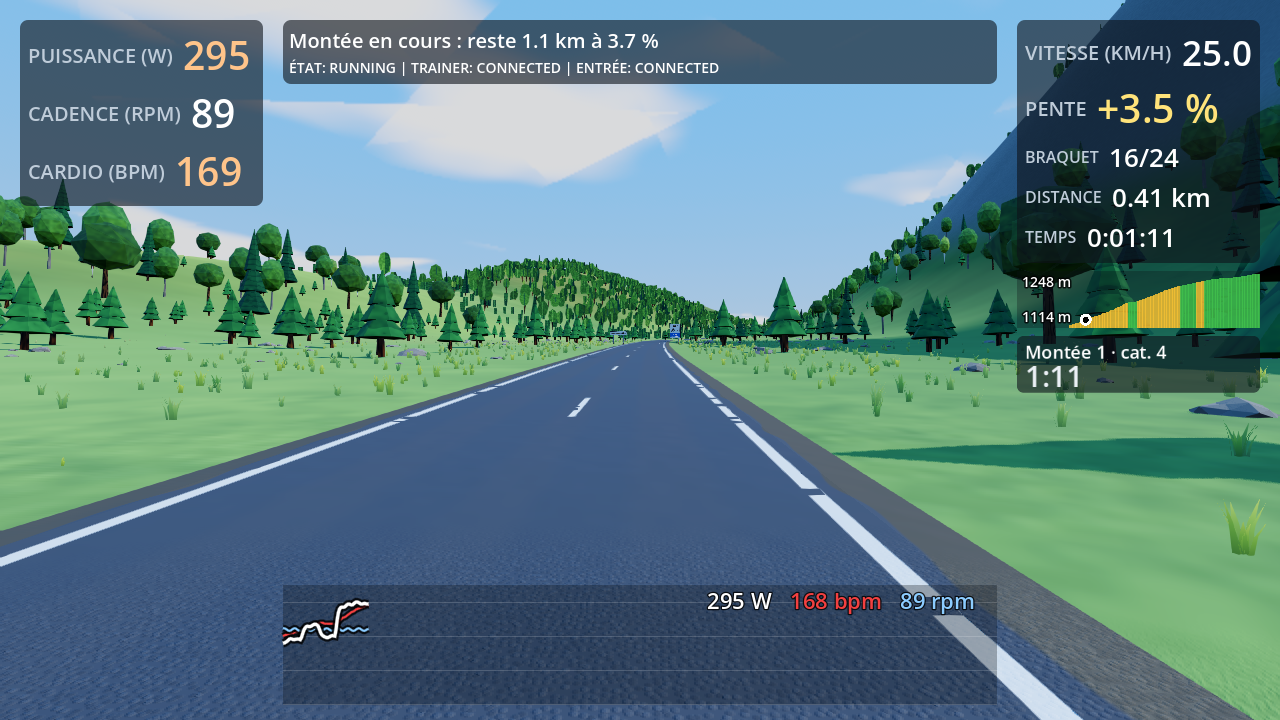 PUISSANCE (W) 295
CADENCE (RPM) 89
CARDIO (BPM) 169
Montée en cours : reste 1.1 km à 3.7 %
ÉTAT: RUNNING | TRAINER: CONNECTED | ENTRÉE: CONNECTED
VITESSE (KM/H) 25.0
PENTE +3.5 %
BRAQUET 16/24
DISTANCE 0.41 km
TEMPS 0:01:11
1248 m
1114 m
Montée 1 · cat. 4
1:11
295 W 168 bpm 89 rpm